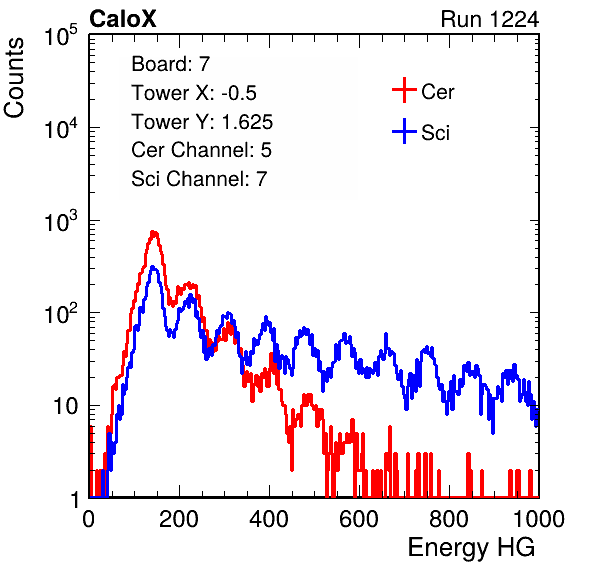 CaloX Run 1224
Counts
Board: 7
Tower X: -0.5
Tower Y: 1.625
Cer Channel: 5
Sci Channel: 7
Cer
Sci
10^5
10^4
10^3
10^2
10
1
0 200 400 600 800 1000
Energy HG